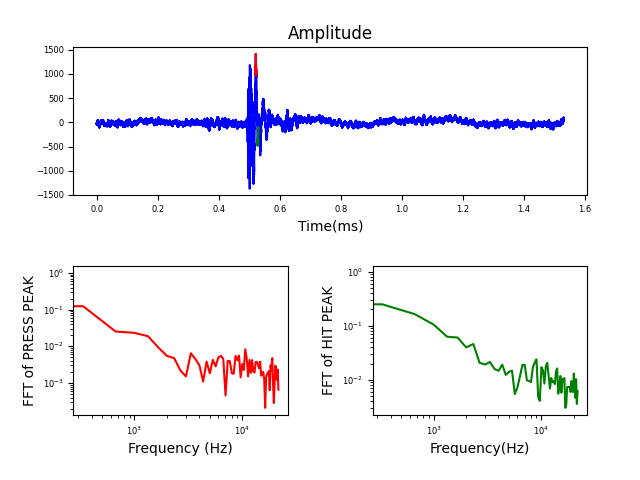 Amplitude
1500
1000
500
0
−500
−1000
−1500
0.0 0.2 0.4 0.6 0.8 1.0 1.2 1.4 1.6
Time(ms)
FFT of PRESS PEAK
10⁰
10⁻¹
10⁻²
10⁻³
10³ 10⁴
Frequency (Hz)
FFT of HIT PEAK
10⁰
10⁻¹
10⁻²
10³ 10⁴
Frequency(Hz)